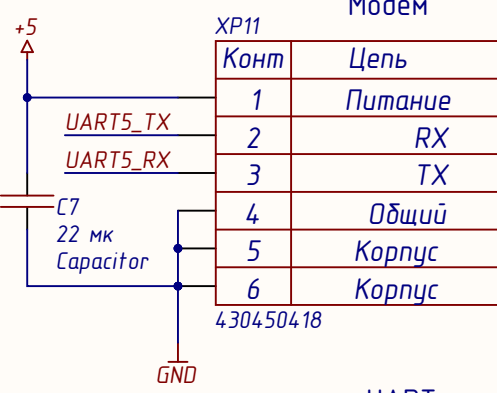 Modem
+5
XP11
Конт Цепь
1 Питание
UART5_TX
2 RX
UART5_RX
3 TX
4 Общий
5 Корпус
6 Корпус
C7
22 мк
Capacitor
430450418
GND